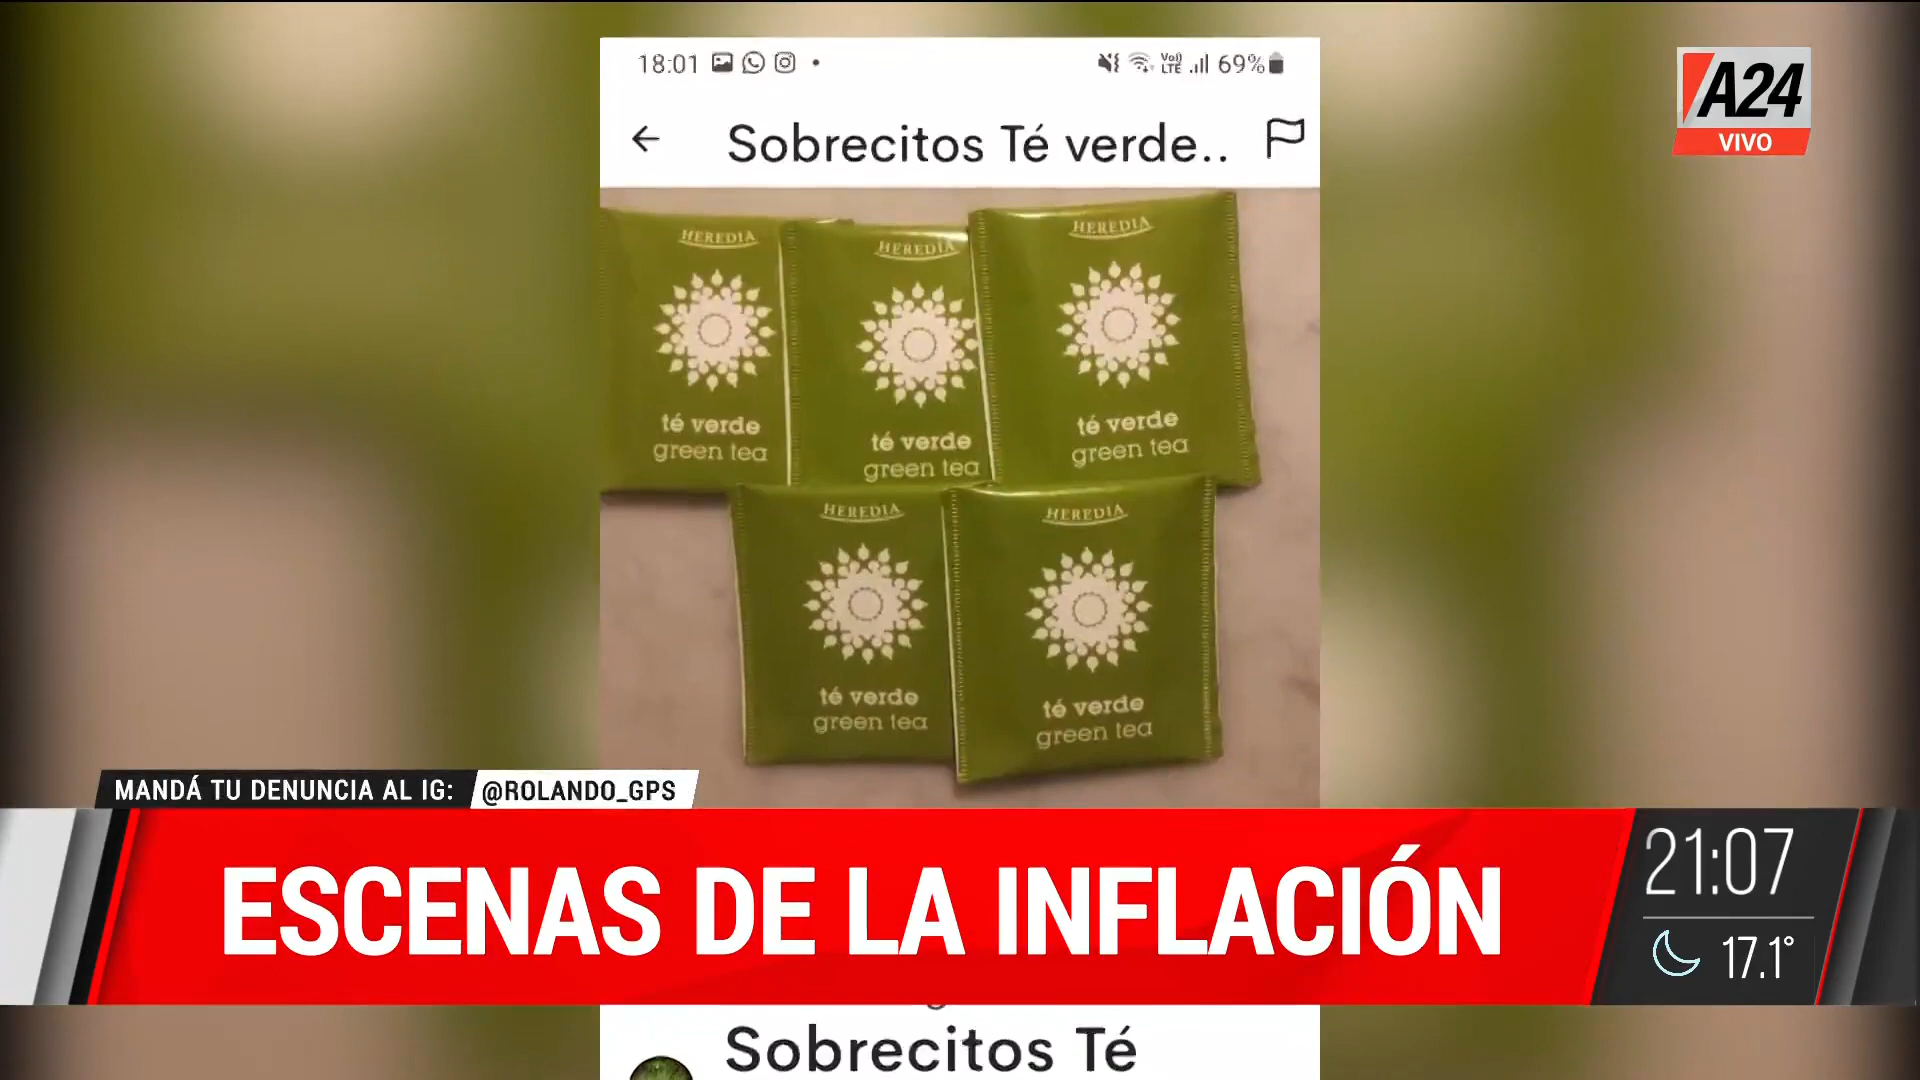 18:01
Vo)) LTE
69%
A24
VIVO
Sobrecitos Té verde..
HEREDIA
té verde
green tea
HEREDIA
té verde
green tea
HEREDIA
té verde
green tea
HEREDIA
té verde
green tea
HEREDIA
té verde
green tea
MANDÁ TU DENUNCIA AL IG: @ROLANDO_GPS
ESCENAS DE LA INFLACIÓN
21:07
17.1°
Sobrecitos Té